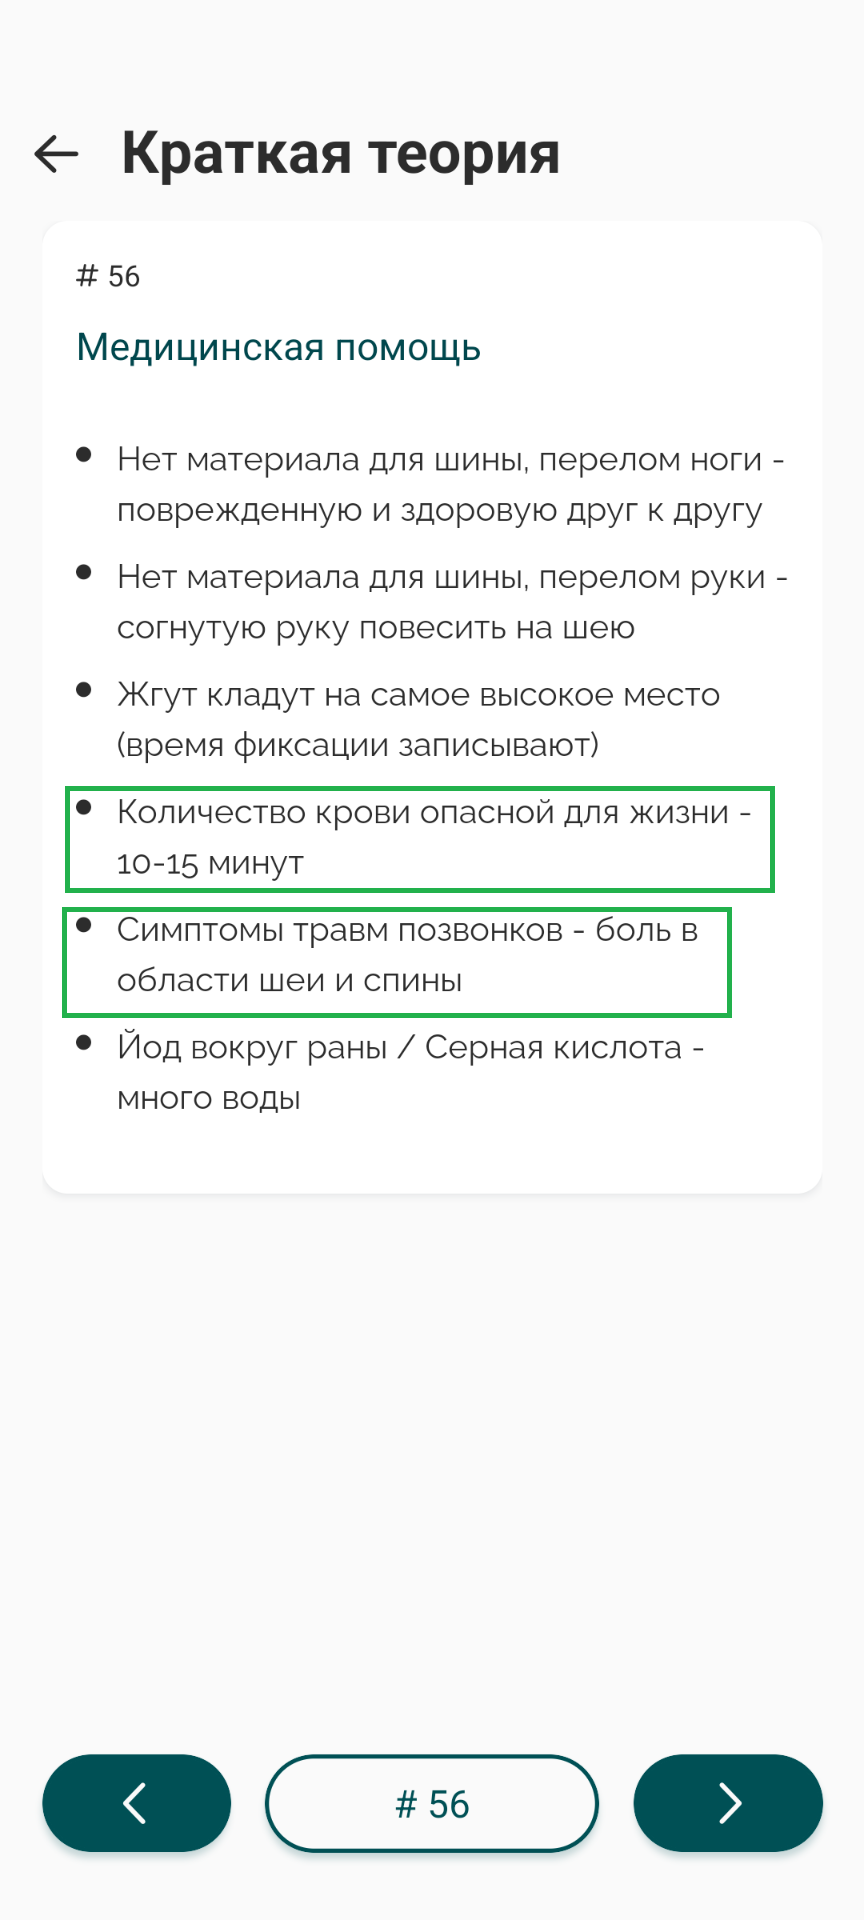 Краткая теория
# 56
Медицинская помощь
Нет материала для шины, перелом ноги -
поврежденную и здоровую друг к другу
Нет материала для шины, перелом руки -
согнутую руку повесить на шею
Жгут кладут на самое высокое место
(время фиксации записывают)
Количество крови опасной для жизни -
10-15 минут
Симптомы травм позвонков - боль в
области шеи и спины
Йод вокруг раны / Серная кислота -
много воды
# 56